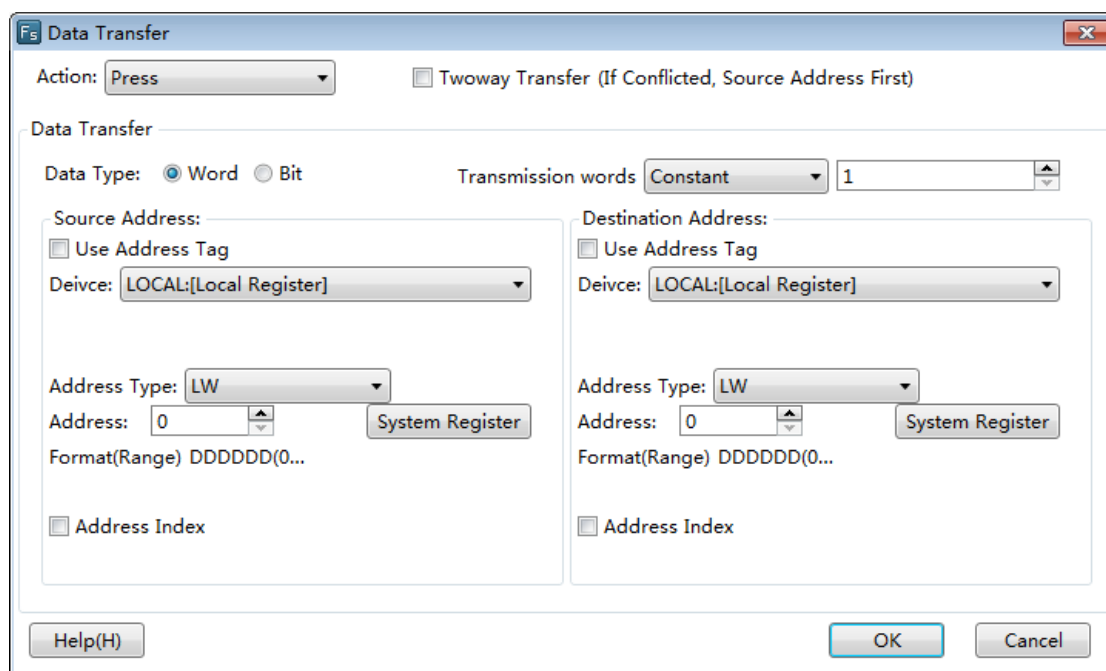 Fs Data Transfer
Action: Press Twoway Transfer (If Conflicted, Source Address First)
Data Transfer
Data Type: Word Bit Transmission words Constant 1
Source Address: Destination Address:
Use Address Tag Use Address Tag
Deivce: LOCAL:[Local Register] Deivce: LOCAL:[Local Register]
Address Type: LW Address Type: LW
Address: 0 System Register Address: 0 System Register
Format(Range) DDDDDD(0... Format(Range) DDDDDD(0...
Address Index Address Index
Help(H) OK Cancel